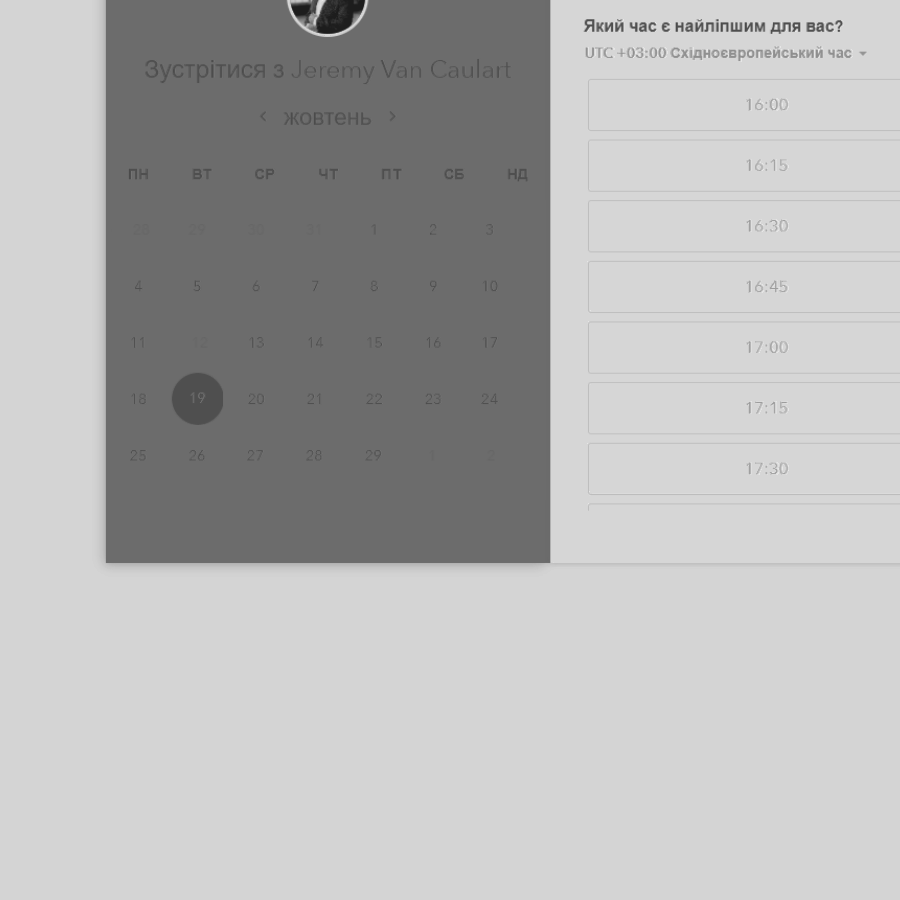 Зустрітися з Jeremy Van Caulart
жовтень
ПН ВТ СР ЧТ ПТ СБ НД
28 29 30 31 1 2 3
4 5 6 7 8 9 10
11 12 13 14 15 16 17
18 19 20 21 22 23 24
25 26 27 28 29 1 2
Який час є найліпшим для вас?
UTC +03:00 Східноєвропейський час
16:00
16:15
16:30
16:45
17:00
17:15
17:30